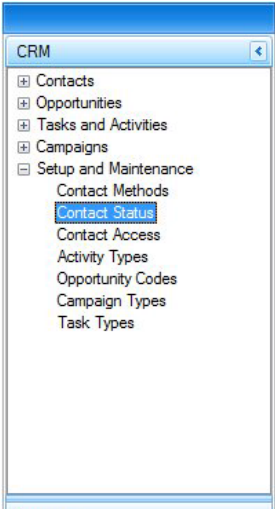 CRM
Contacts
Opportunities
Tasks and Activities
Campaigns
Setup and Maintenance
Contact Methods
Contact Status
Contact Access
Activity Types
Opportunity Codes
Campaign Types
Task Types